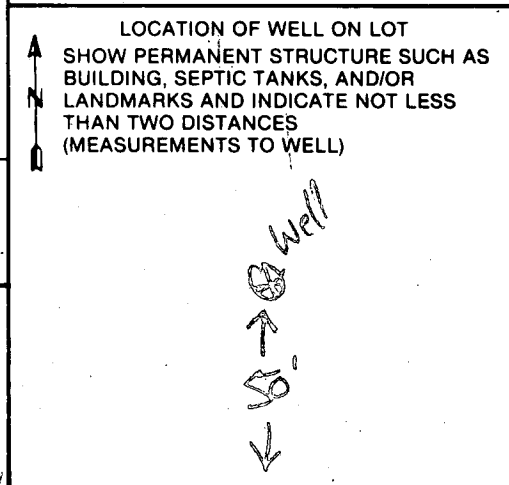 LOCATION OF WELL ON LOT
SHOW PERMANENT STRUCTURE SUCH AS
BUILDING, SEPTIC TANKS, AND/OR
N LANDMARKS AND INDICATE NOT LESS
THAN TWO DISTANCES
(MEASUREMENTS TO WELL)
Well
50'